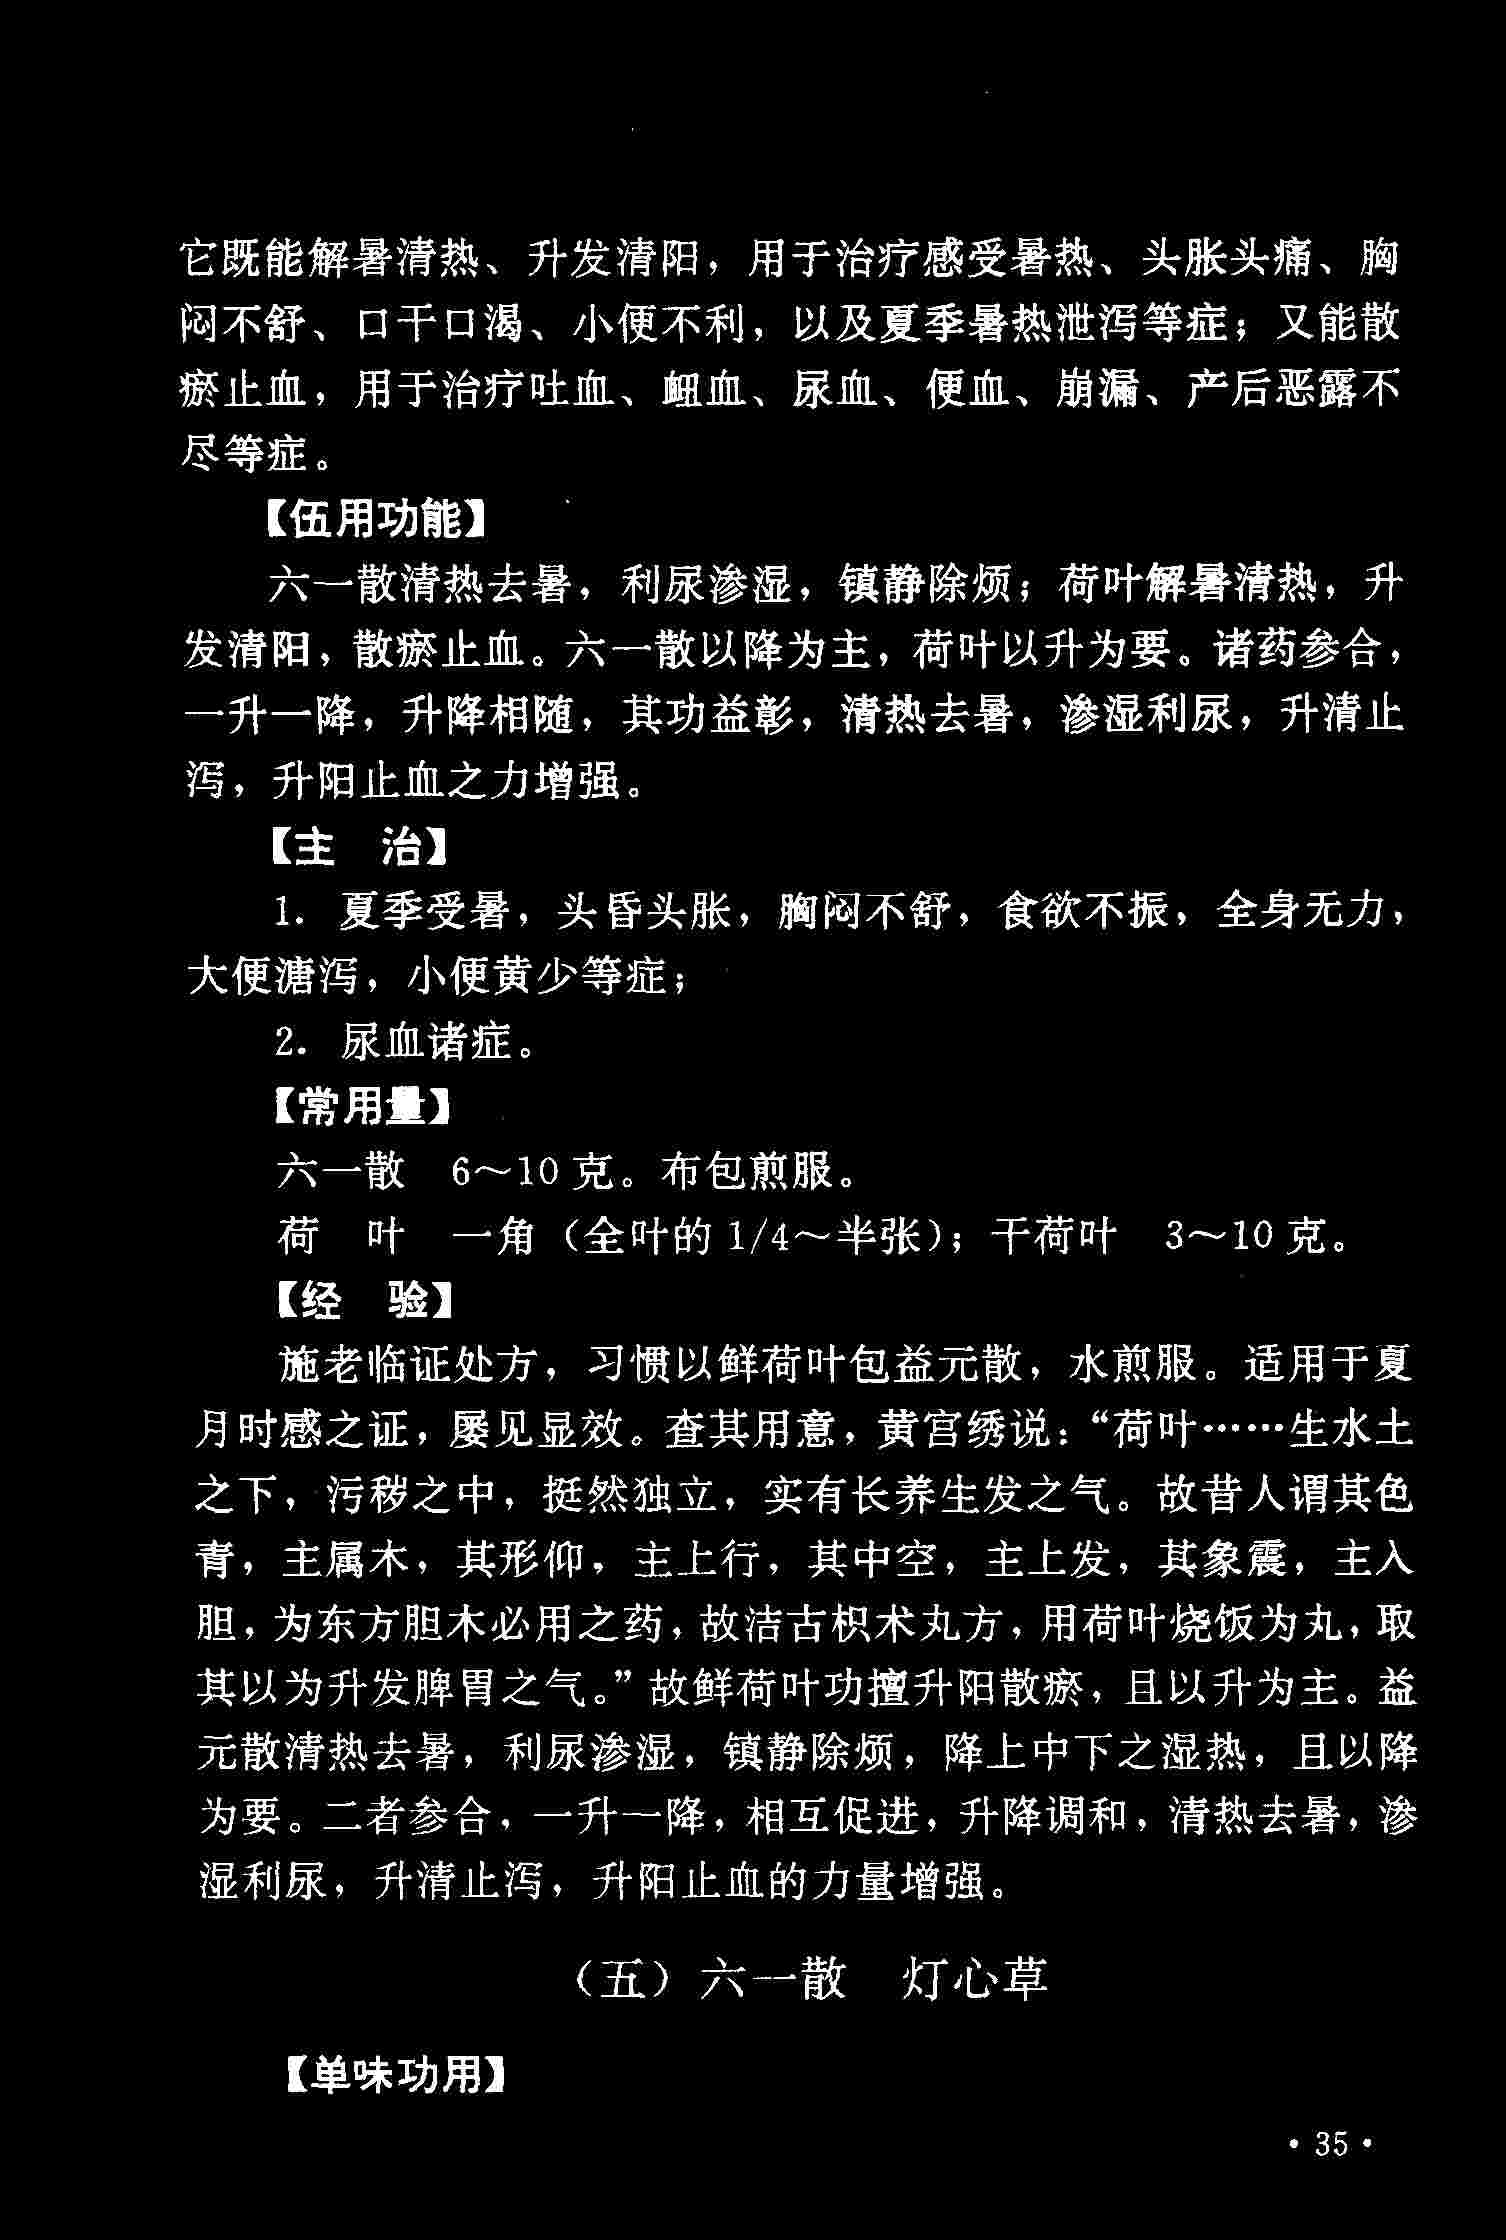 它既能解暑清热、升发清阳，用于治疗感受暑热、头胀头痛、胸
闷不舒、口干口渴、小便不利，以及夏季暑热泄泻等症；又能散
瘀止血，用于治疗吐血、衄血、尿血、便血、崩漏、产后恶露不
尽等症。
【伍用功能】
六一散清热去暑，利尿渗湿，镇静除烦；荷叶解暑清热，升
发清阳，散瘀止血。六一散以降为主，荷叶以升为要。诸药参合，
一升一降，升降相随，其功益彰，清热去暑，渗湿利尿，升清止
泻，升阳止血之力增强。
【主　治】
1. 夏季受暑，头昏头胀，胸闷不舒，食欲不振，全身无力，
大便溏泻，小便黄少等症；
2. 尿血诸症。
【常用量】
六一散　6～10 克。布包煎服。
荷　叶　一角（全叶的 1/4～半张）；干荷叶　3～10 克。
【经　验】
施老临证处方，习惯以鲜荷叶包益元散，水煎服。适用于夏
月时感之证，屡见显效。查其用意，黄宫绣说：“荷叶……生水土
之下，污秽之中，挺然独立，实有长养生发之气。故昔人谓其色
青，主属木，其形仰，主上行，其中空，主上发，其象震，主入
胆，为东方胆木必用之药，故洁古枳术丸方，用荷叶烧饭为丸，取
其以为升发脾胃之气。”故鲜荷叶功擅升阳散瘀，且以升为主。益
元散清热去暑，利尿渗湿，镇静除烦，降上中下之湿热，且以降
为要。二者参合，一升一降，相互促进，升降调和，清热去暑，渗
湿利尿，升清止泻，升阳止血的力量增强。
（五）六一散　灯心草
【单味功用】
· 35 ·